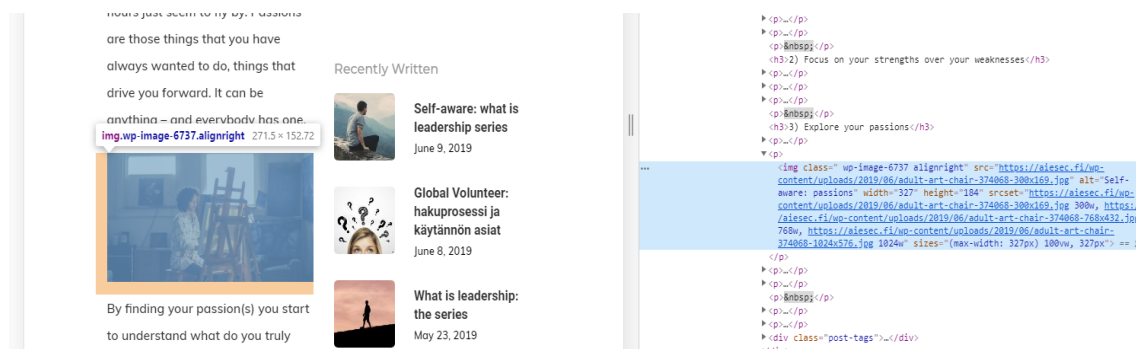 hours just seem to fly by. Passions
are those things that you have
always wanted to do, things that
drive you forward. It can be
anything – and everybody has one.
img.wp-image-6737.alignright 271.5 × 152.72
By finding your passion(s) you start
to understand what do you truly
Recently Written
Self-aware: what is
leadership series
June 9, 2019
Global Volunteer:
hakuprosessi ja
käytännön asiat
June 8, 2019
What is leadership:
the series
May 23, 2019
<p>…</p>
<p>…</p>
<p>&nbsp;</p>
<h3>2) Focus on your strengths over your weaknesses</h3>
<p>…</p>
<p>…</p>
<p>…</p>
<p>&nbsp;</p>
<h3>3) Explore your passions</h3>
<p>…</p>
<p>
<img class=" wp-image-6737 alignright" src="https://aiesec.fi/wp-
content/uploads/2019/06/adult-art-chair-374068-300x169.jpg" alt="Self-
aware: passions" width="327" height="184" srcset="https://aiesec.fi/wp-
content/uploads/2019/06/adult-art-chair-374068-300x169.jpg 300w, https:/
/aiesec.fi/wp-content/uploads/2019/06/adult-art-chair-374068-768x432.jpg
768w, https://aiesec.fi/wp-content/uploads/2019/06/adult-art-chair-
374068-1024x576.jpg 1024w" sizes="(max-width: 327px) 100vw, 327px"> ==
</p>
<p>…</p>
<p>…</p>
<p>&nbsp;</p>
<p>…</p>
<p>…</p>
<div class="post-tags">…</div>